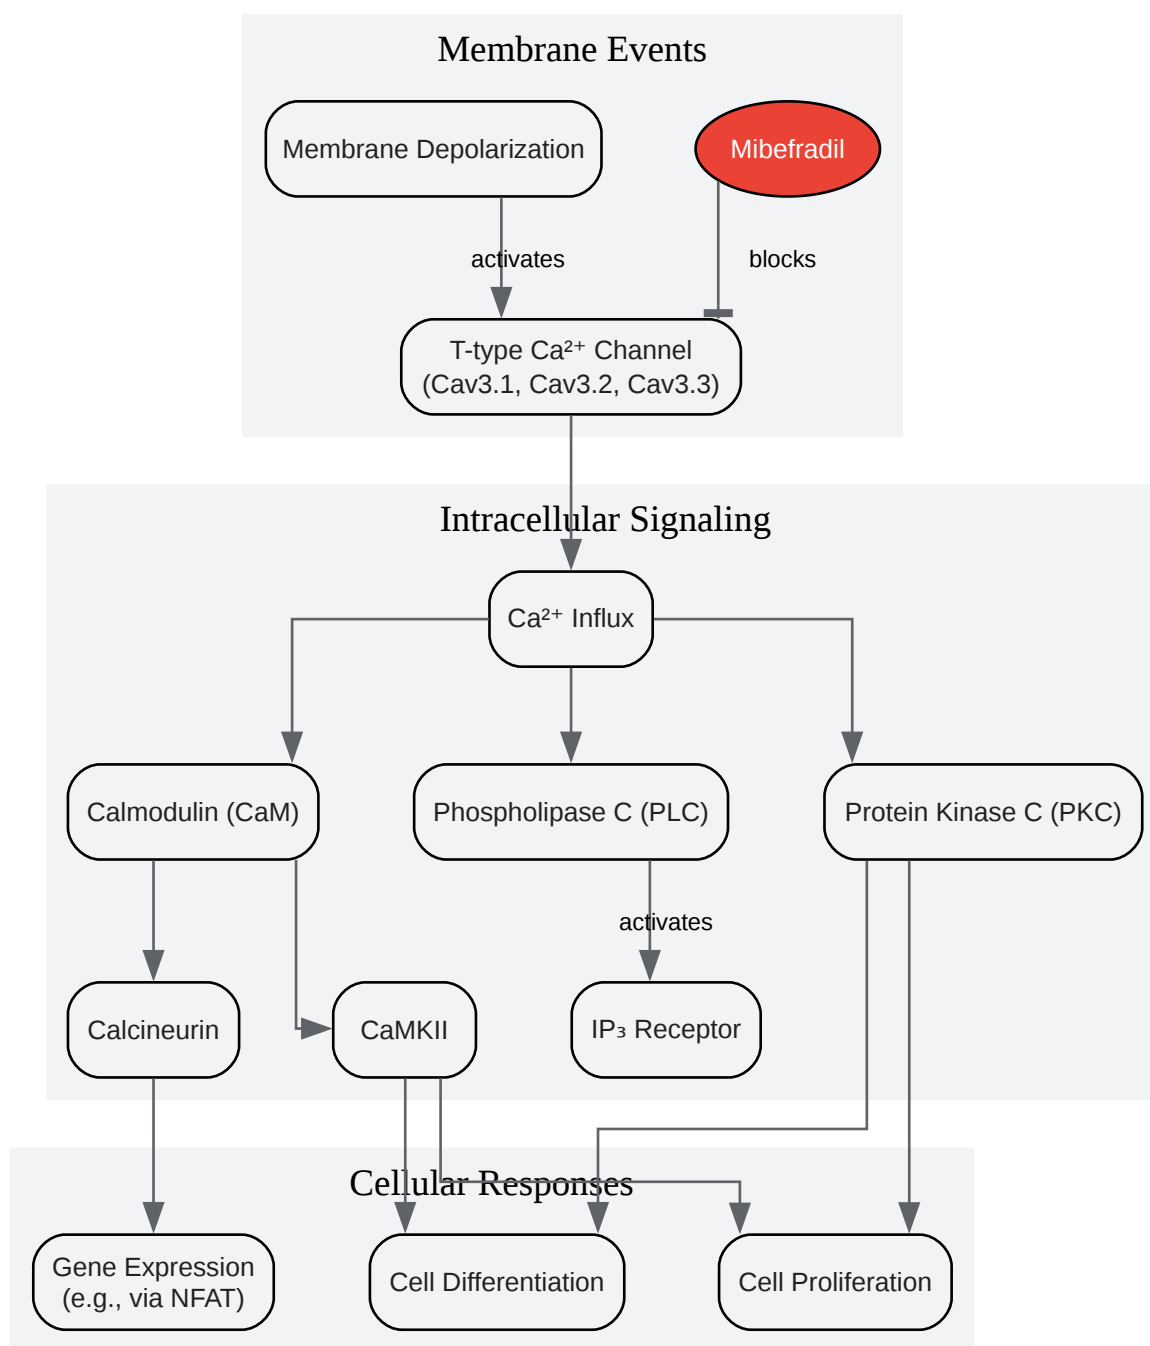 Membrane Events
Membrane Depolarization
Mibefradil
activates
blocks
T-type Ca²⁺ Channel
(Cav3.1, Cav3.2, Cav3.3)
Intracellular Signaling
Ca²⁺ Influx
Calmodulin (CaM)
Phospholipase C (PLC)
Protein Kinase C (PKC)
activates
Calcineurin
CaMKII
IP₃ Receptor
Cellular Responses
Gene Expression
(e.g., via NFAT)
Cell Differentiation
Cell Proliferation